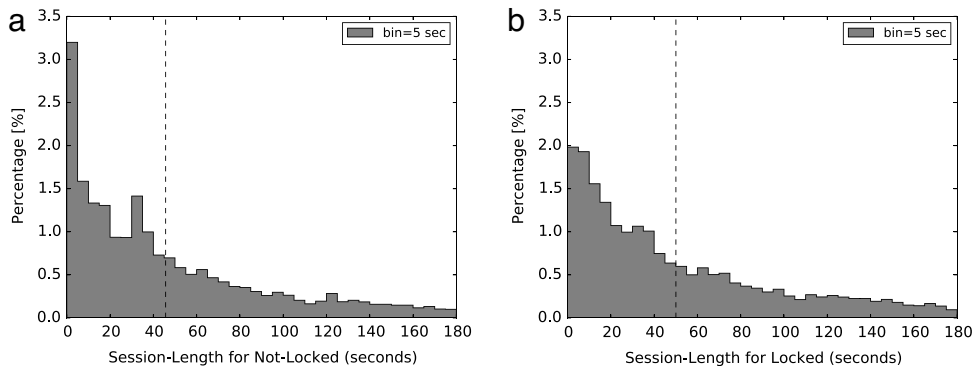 a
3.5
3.0
2.5
2.0
1.5
1.0
0.5
0.0
Percentage [%]
bin=5 sec
0 20 40 60 80 100 120 140 160 180
Session-Length for Not-Locked (seconds)
b
3.5
3.0
2.5
2.0
1.5
1.0
0.5
0.0
Percentage [%]
bin=5 sec
0 20 40 60 80 100 120 140 160 180
Session-Length for Locked (seconds)